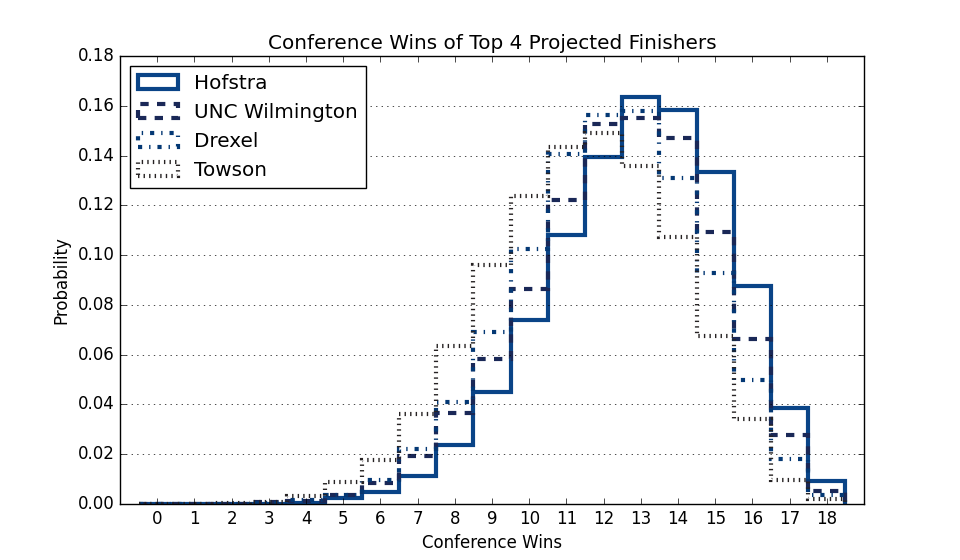 Conference Wins of Top 4 Projected Finishers
Hofstra
UNC Wilmington
Drexel
Towson
Probability
0.18
0.16
0.14
0.12
0.10
0.08
0.06
0.04
0.02
0.00
0 1 2 3 4 5 6 7 8 9 10 11 12 13 14 15 16 17 18
Conference Wins